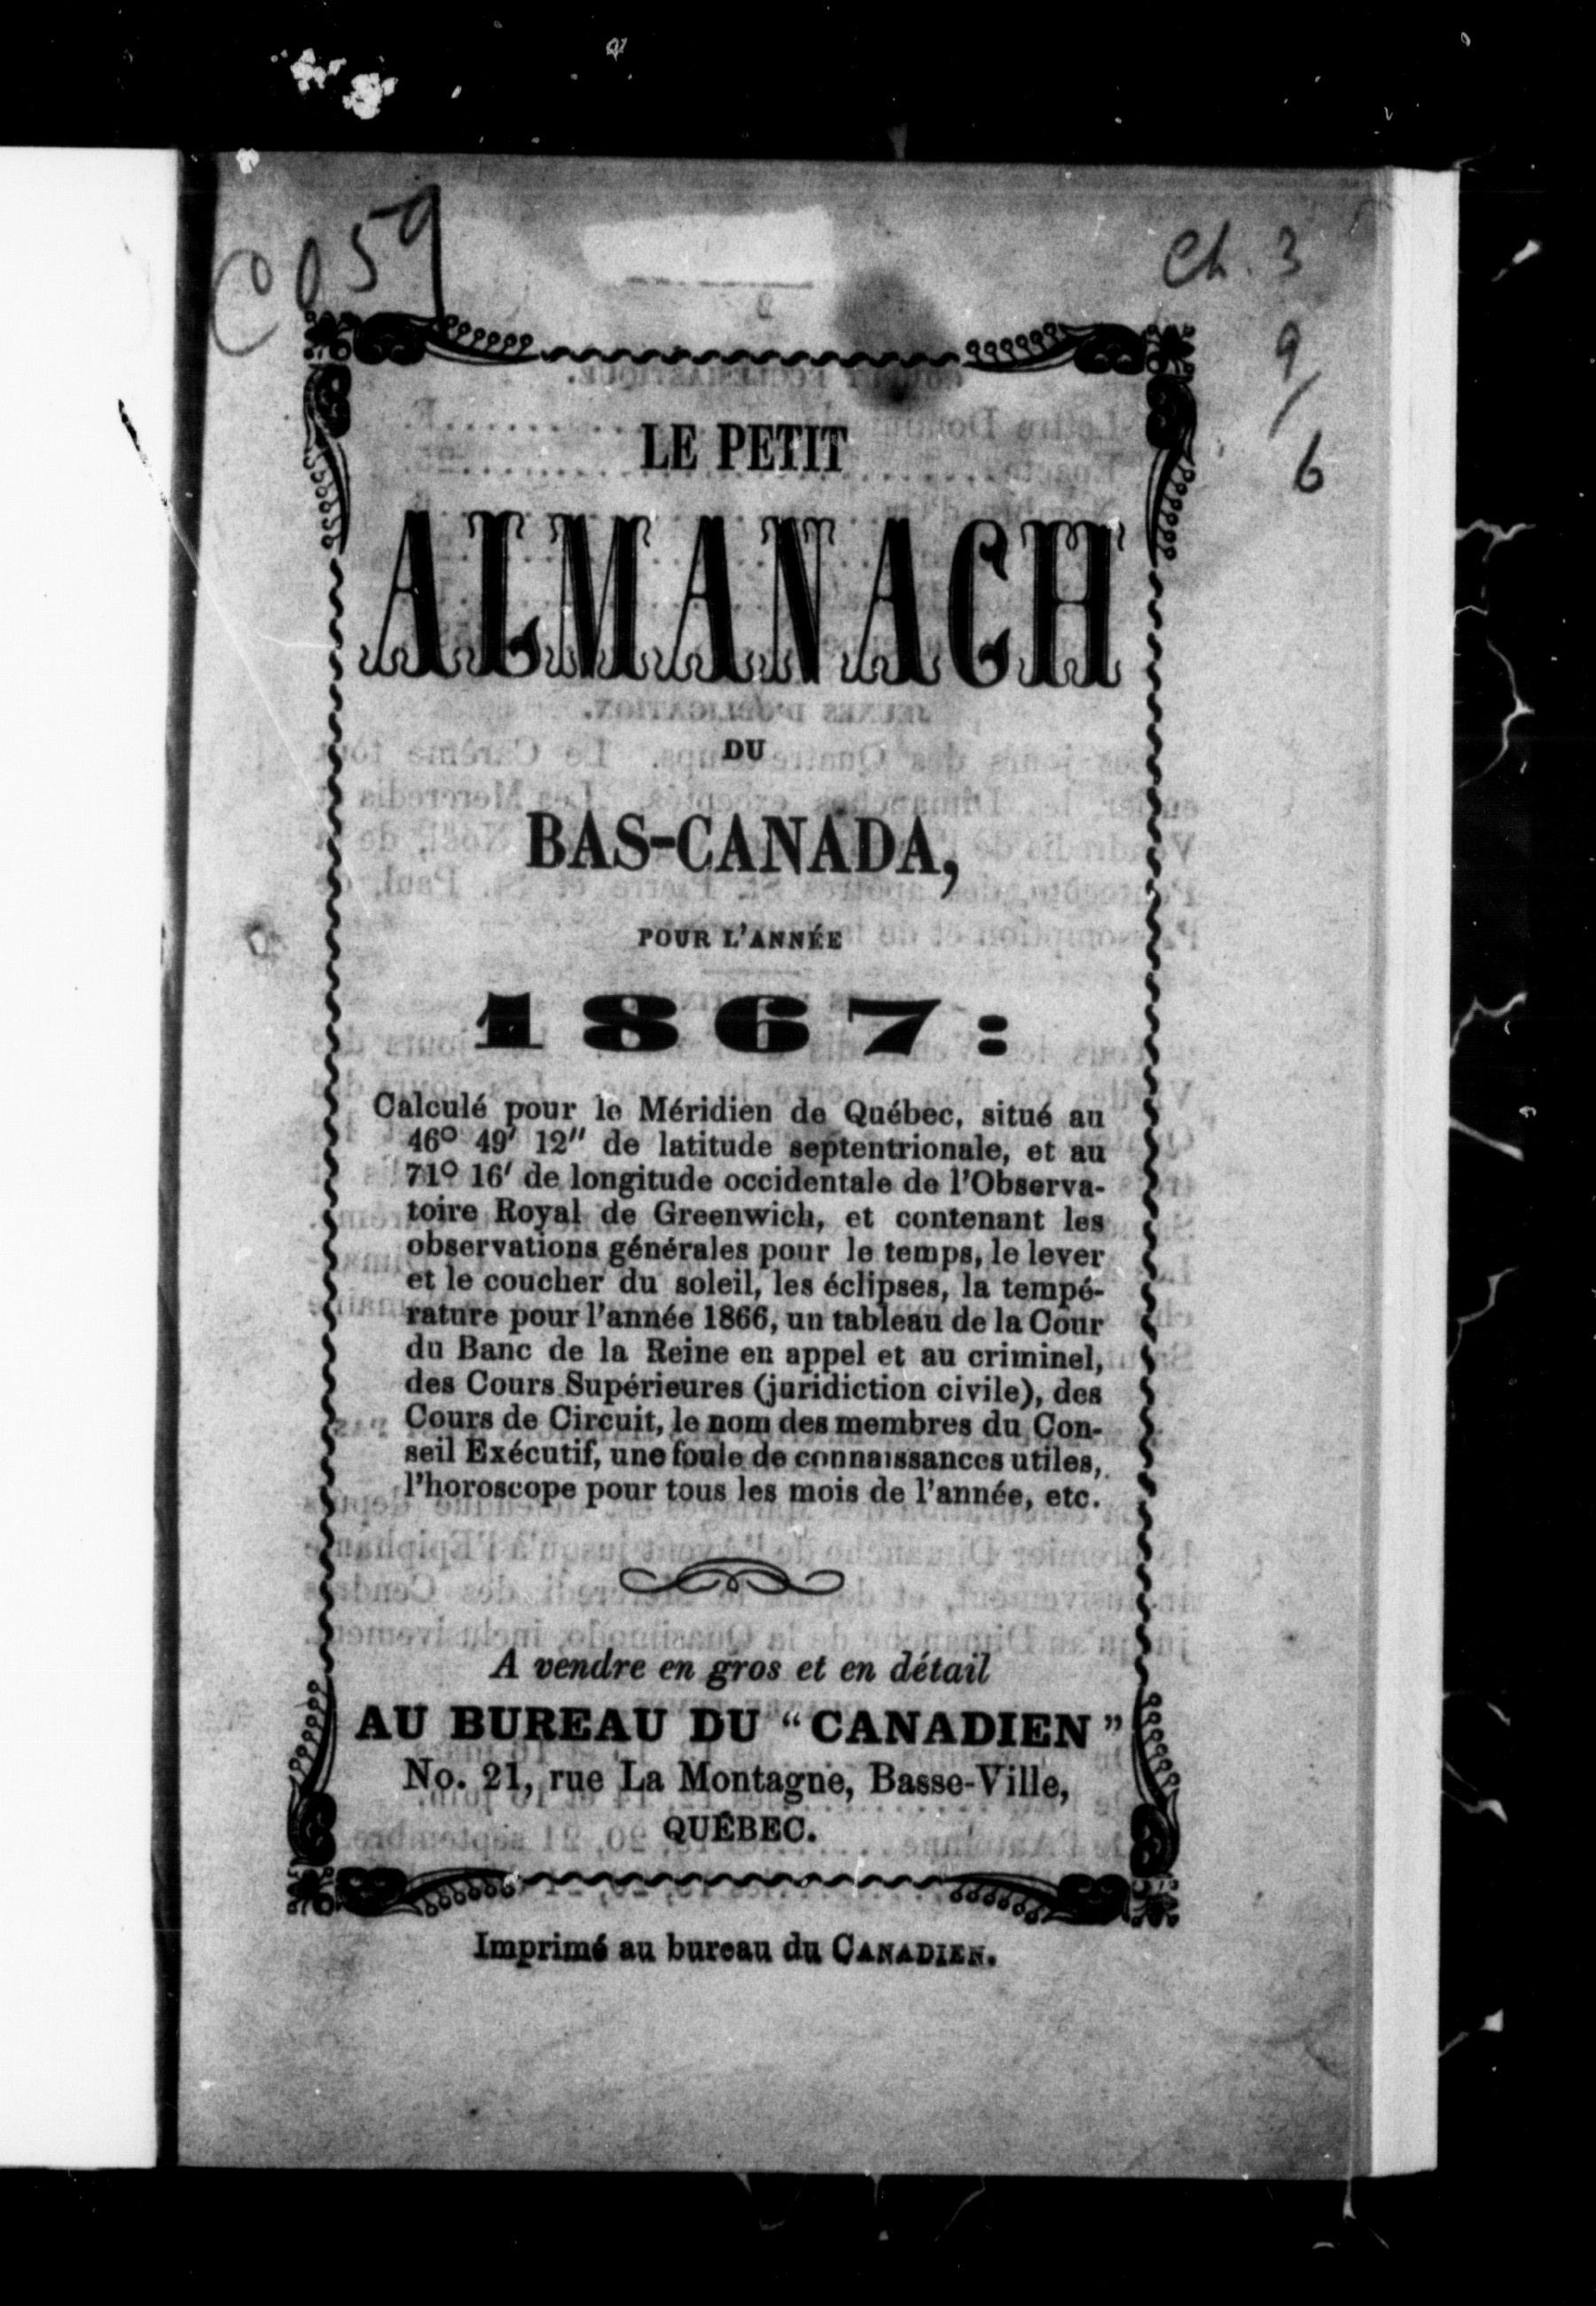 C059
Ch. 3
9/
6
LE PETIT
ALMANACH
DU
BAS-CANADA,
POUR L'ANNÉE
1867:
Calculé pour le Méridien de Québec, situé au
46° 49′ 12″ de latitude septentrionale, et au
71° 16′ de longitude occidentale de l'Observa-
toire Royal de Greenwich, et contenant les
observations générales pour le temps, le lever
et le coucher du soleil, les éclipses, la tempé-
rature pour l'année 1866, un tableau de la Cour
du Banc de la Reine en appel et au criminel,
des Cours Supérieures (juridiction civile), des
Cours de Circuit, le nom des membres du Con-
seil Exécutif, une foule de connaissances utiles,
l'horoscope pour tous les mois de l'année, etc.
A vendre en gros et en détail
AU BUREAU DU "CANADIEN"
No. 21, rue La Montagne, Basse-Ville,
QUÉBEC.
Imprimé au bureau du CANADIEN.